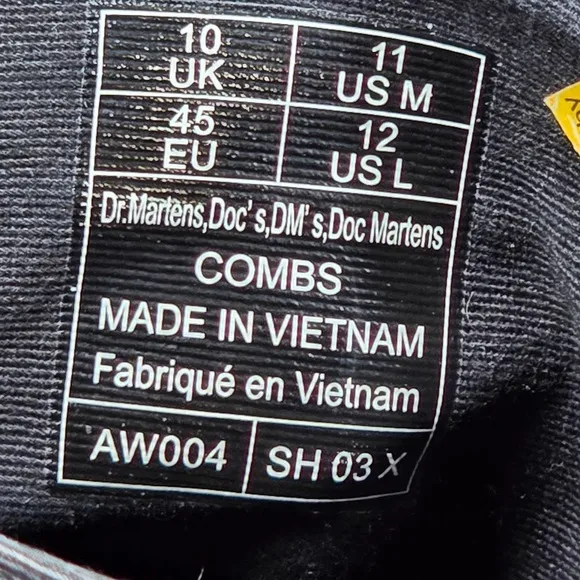 10 UK
11 US M
45 EU
12 US L
Dr.Martens,Doc's,DM's,Doc Martens
COMBS
MADE IN VIETNAM
Fabriqué en Vietnam
AW004
SH 03 X